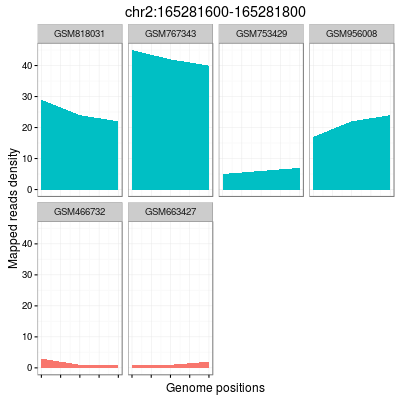 chr2:165281600-165281800
GSM818031 GSM767343 GSM753429 GSM956008
40
30
20
10
0
Mapped reads density
GSM466732 GSM663427
40
30
20
10
0
Genome positions